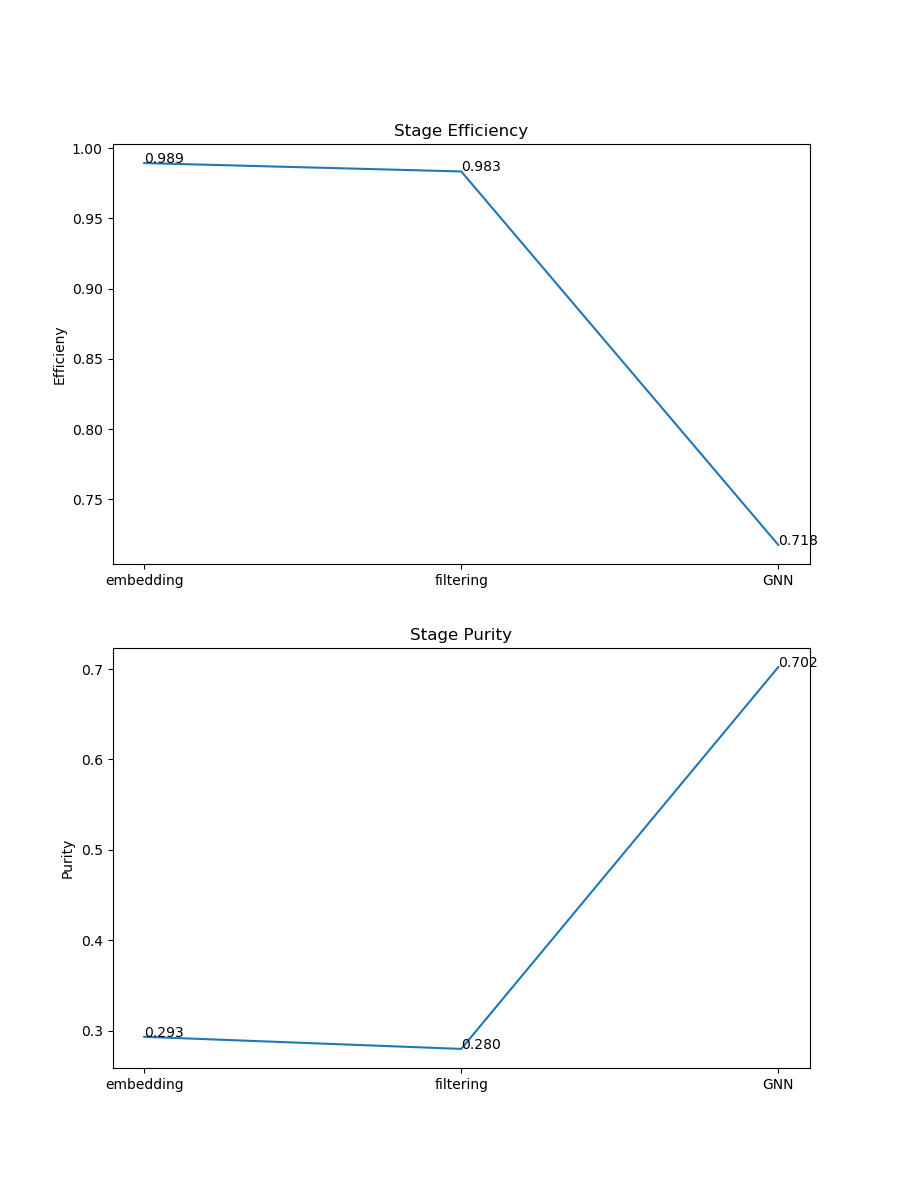 Stage Efficiency
1.00
0.95
0.90
0.85
0.80
0.75
Efficieny
0.989
0.983
0.718
embedding filtering GNN
Stage Purity
0.7
0.6
0.5
0.4
0.3
Purity
0.293
0.280
0.702
embedding filtering GNN